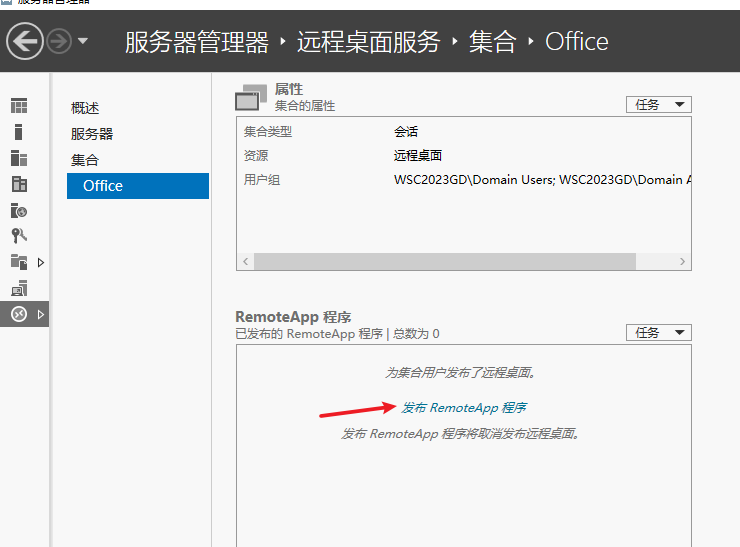 服务器管理器
服务器管理器 ‣ 远程桌面服务 ‣ 集合 ‣ Office
概述
服务器
集合
Office
属性
集合的属性
任务
集合类型 会话
资源 远程桌面
用户组 WSC2023GD\Domain Users; WSC2023GD\Domain A
RemoteApp 程序
已发布的 RemoteApp 程序 | 总数为 0
任务
为集合用户发布了远程桌面。
发布 RemoteApp 程序
发布 RemoteApp 程序将取消发布远程桌面。